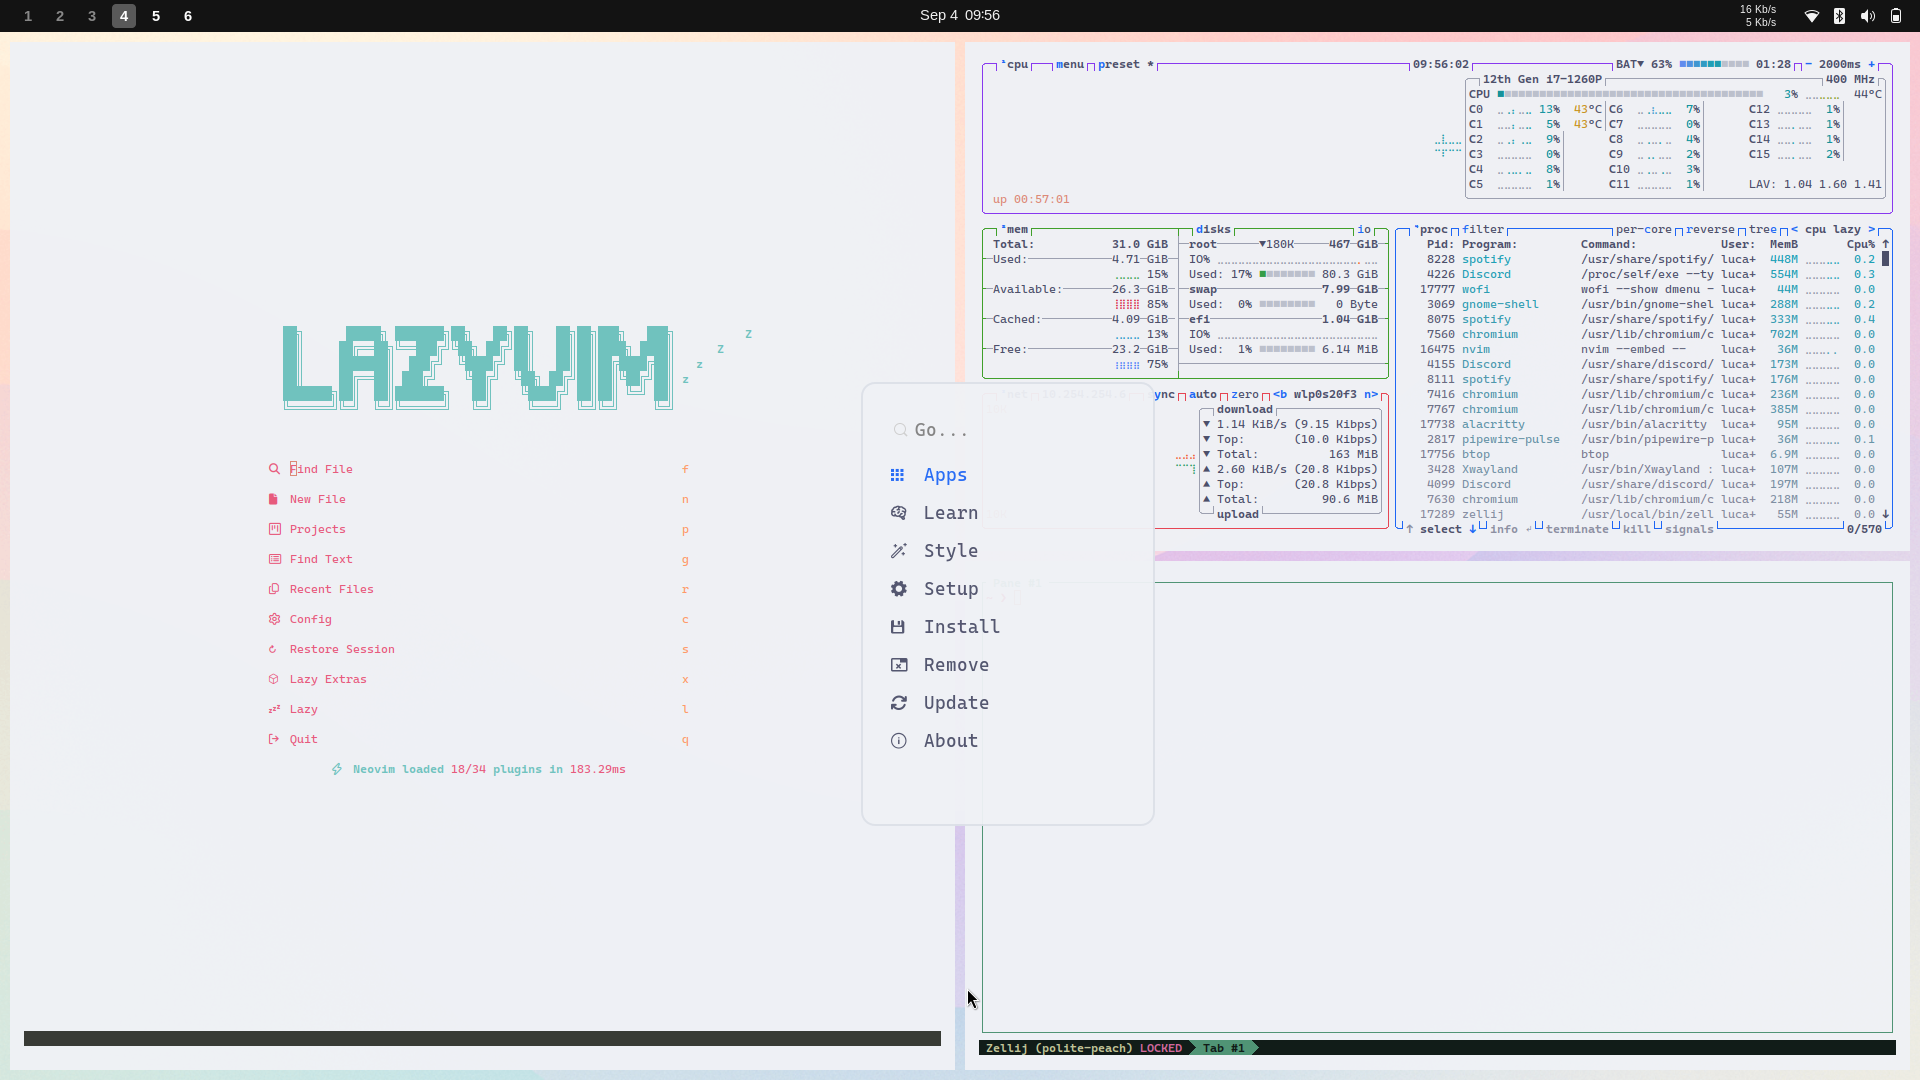 1 2 3 4 5 6
Sep 4 09:56
16 Kb/s
5 Kb/s
LAZYVIM
Z
Z
z
z
Find File f
New File n
Projects p
Find Text g
Recent Files r
Config c
Restore Session s
Lazy Extras x
Lazy l
Quit q
Neovim loaded 18/34 plugins in 183.29ms
¹cpu menu preset * 09:56:02 BAT▼ 63% 01:28 - 2000ms +
12th Gen i7-1260P 400 MHz
CPU 3% 44°C
C0 13% 43°C C6 7% C12 1%
C1 5% 43°C C7 0% C13 1%
C2 9% C8 4% C14 1%
C3 0% C9 2% C15 2%
C4 8% C10 3%
C5 1% C11 1% LAV: 1.04 1.60 1.41
up 00:57:01
²mem
Total: 31.0 GiB
Used: 4.71 GiB
15%
Available: 26.3 GiB
85%
Cached: 4.09 GiB
13%
Free: 23.2 GiB
75%
disks io
root ▼180K 467 GiB
IO%
Used: 17% 80.3 GiB
swap 7.99 GiB
Used: 0% 0 Byte
efi 1.04 GiB
IO%
Used: 1% 6.14 MiB
ync auto zero <b wlp0s20f3 n>
download
▼ 1.14 KiB/s (9.15 Kibps)
▼ Top: (10.0 Kibps)
▼ Total: 163 MiB
▲ 2.60 KiB/s (20.8 Kibps)
▲ Top: (20.8 Kibps)
▲ Total: 90.6 MiB
upload
⁴proc filter per-core reverse tree < cpu lazy >
Pid: Program: Command: User: MemB Cpu% ↑
8228 spotify /usr/share/spotify/ luca+ 448M 0.2
4226 Discord /proc/self/exe --ty luca+ 554M 0.3
17777 wofi wofi --show dmenu - luca+ 44M 0.0
3069 gnome-shell /usr/bin/gnome-shel luca+ 288M 0.2
8075 spotify /usr/share/spotify/ luca+ 333M 0.4
7560 chromium /usr/lib/chromium/c luca+ 702M 0.0
16475 nvim nvim --embed -- luca+ 36M 0.0
4155 Discord /usr/share/discord/ luca+ 173M 0.0
8111 spotify /usr/share/spotify/ luca+ 176M 0.0
7416 chromium /usr/lib/chromium/c luca+ 236M 0.0
7767 chromium /usr/lib/chromium/c luca+ 385M 0.0
17738 alacritty /usr/bin/alacritty luca+ 95M 0.0
2817 pipewire-pulse /usr/bin/pipewire-p luca+ 36M 0.1
17756 btop btop luca+ 6.9M 0.0
3428 Xwayland /usr/bin/Xwayland : luca+ 107M 0.0
4099 Discord /usr/share/discord/ luca+ 197M 0.0
7630 chromium /usr/lib/chromium/c luca+ 218M 0.0
17289 zellij /usr/local/bin/zell luca+ 55M 0.0 ↓
↑ select ↓ info ↲ terminate kill signals 0/570
Go...
Apps
Learn
Style
Setup
Install
Remove
Update
About
Zellij (polite-peach) LOCKED Tab #1